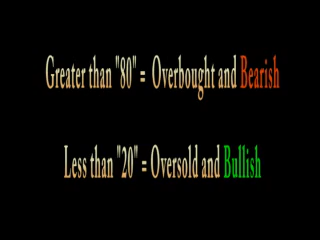 Greater than "80" = Overbought and Bearish
Less than "20" = Oversold and Bullish